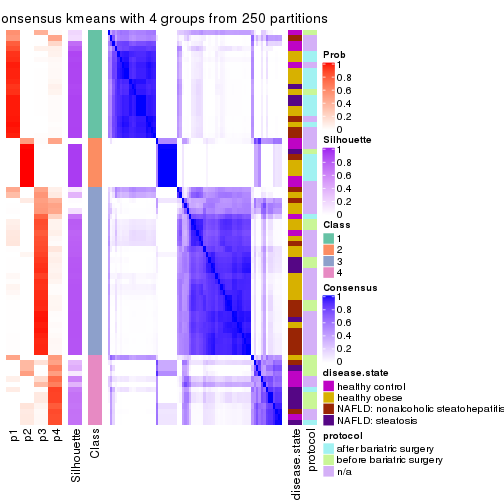 onsensus kmeans with 4 groups from 250 partitions
Prob
1
0.8
0.6
0.4
0.2
0
Silhouette
1
0.8
0.6
0.4
0.2
0
Class
1
2
3
4
Consensus
1
0.8
0.6
0.4
0.2
0
disease.state
healthy control
healthy obese
NAFLD: nonalcoholic steatohepatitis
NAFLD: steatosis
protocol
after bariatric surgery
before bariatric surgery
n/a
p1
p2
p3
p4
Silhouette
Class
disease.state
protocol